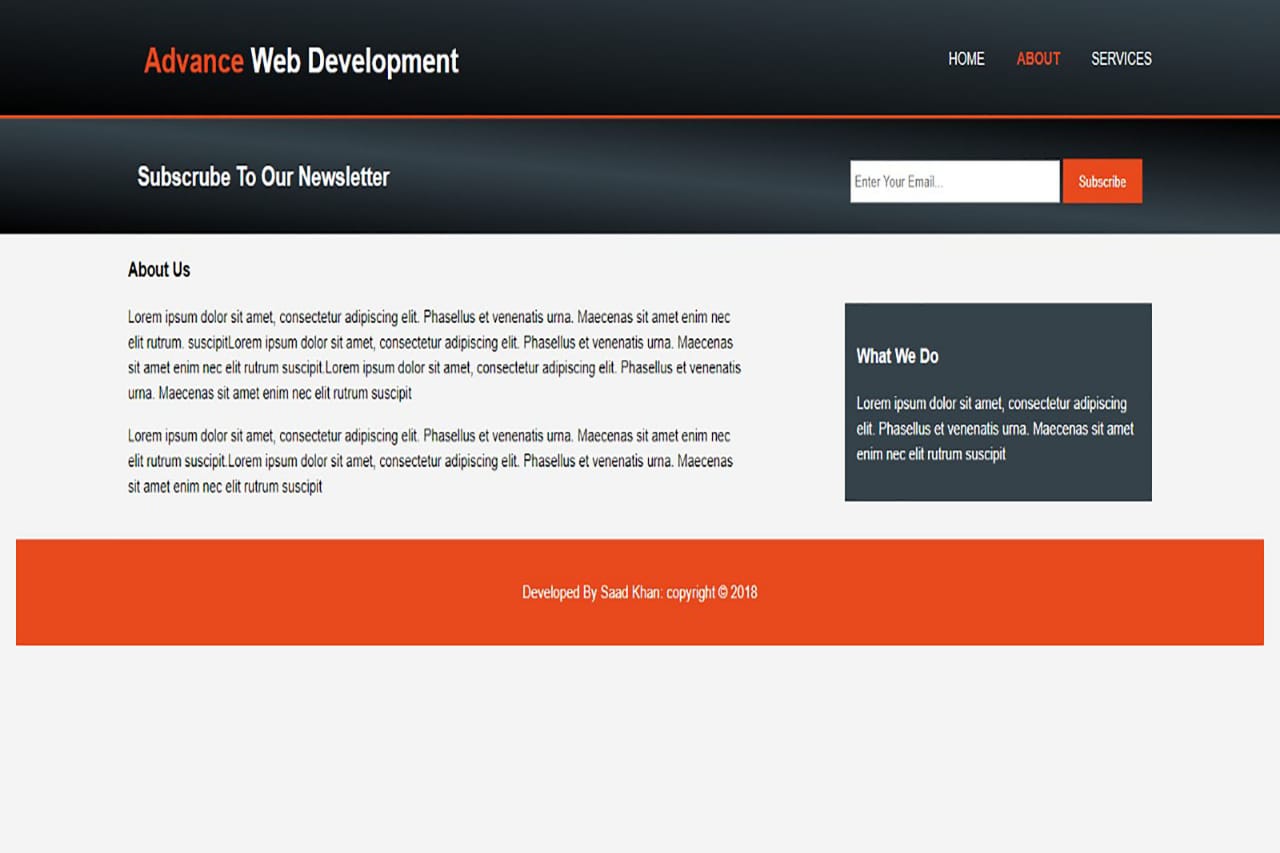 Advance Web Development
HOME ABOUT SERVICES
Subscrube To Our Newsletter
Enter Your Email... Subscribe
About Us
Lorem ipsum dolor sit amet, consectetur adipiscing elit. Phasellus et venenatis urna. Maecenas sit amet enim nec
elit rutrum. suscipitLorem ipsum dolor sit amet, consectetur adipiscing elit. Phasellus et venenatis urna. Maecenas
sit amet enim nec elit rutrum suscipit.Lorem ipsum dolor sit amet, consectetur adipiscing elit. Phasellus et venenatis
urna. Maecenas sit amet enim nec elit rutrum suscipit
Lorem ipsum dolor sit amet, consectetur adipiscing elit. Phasellus et venenatis urna. Maecenas sit amet enim nec
elit rutrum suscipit.Lorem ipsum dolor sit amet, consectetur adipiscing elit. Phasellus et venenatis urna. Maecenas
sit amet enim nec elit rutrum suscipit
What We Do
Lorem ipsum dolor sit amet, consectetur adipiscing
elit. Phasellus et venenatis urna. Maecenas sit amet
enim nec elit rutrum suscipit
Developed By Saad Khan: copyright © 2018